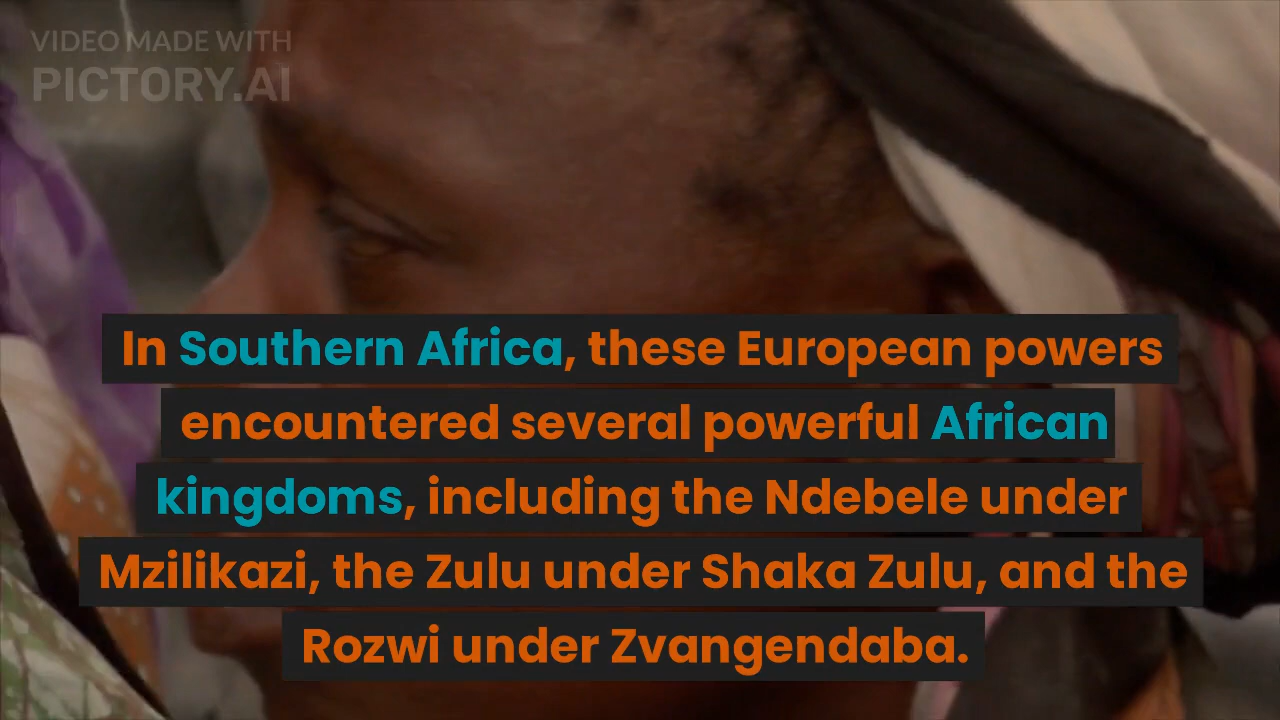 VIDEO MADE WITH
PICTORY.AI
In Southern Africa, these European powers
encountered several powerful African
kingdoms, including the Ndebele under
Mzilikazi, the Zulu under Shaka Zulu, and the
Rozwi under Zvangendaba.